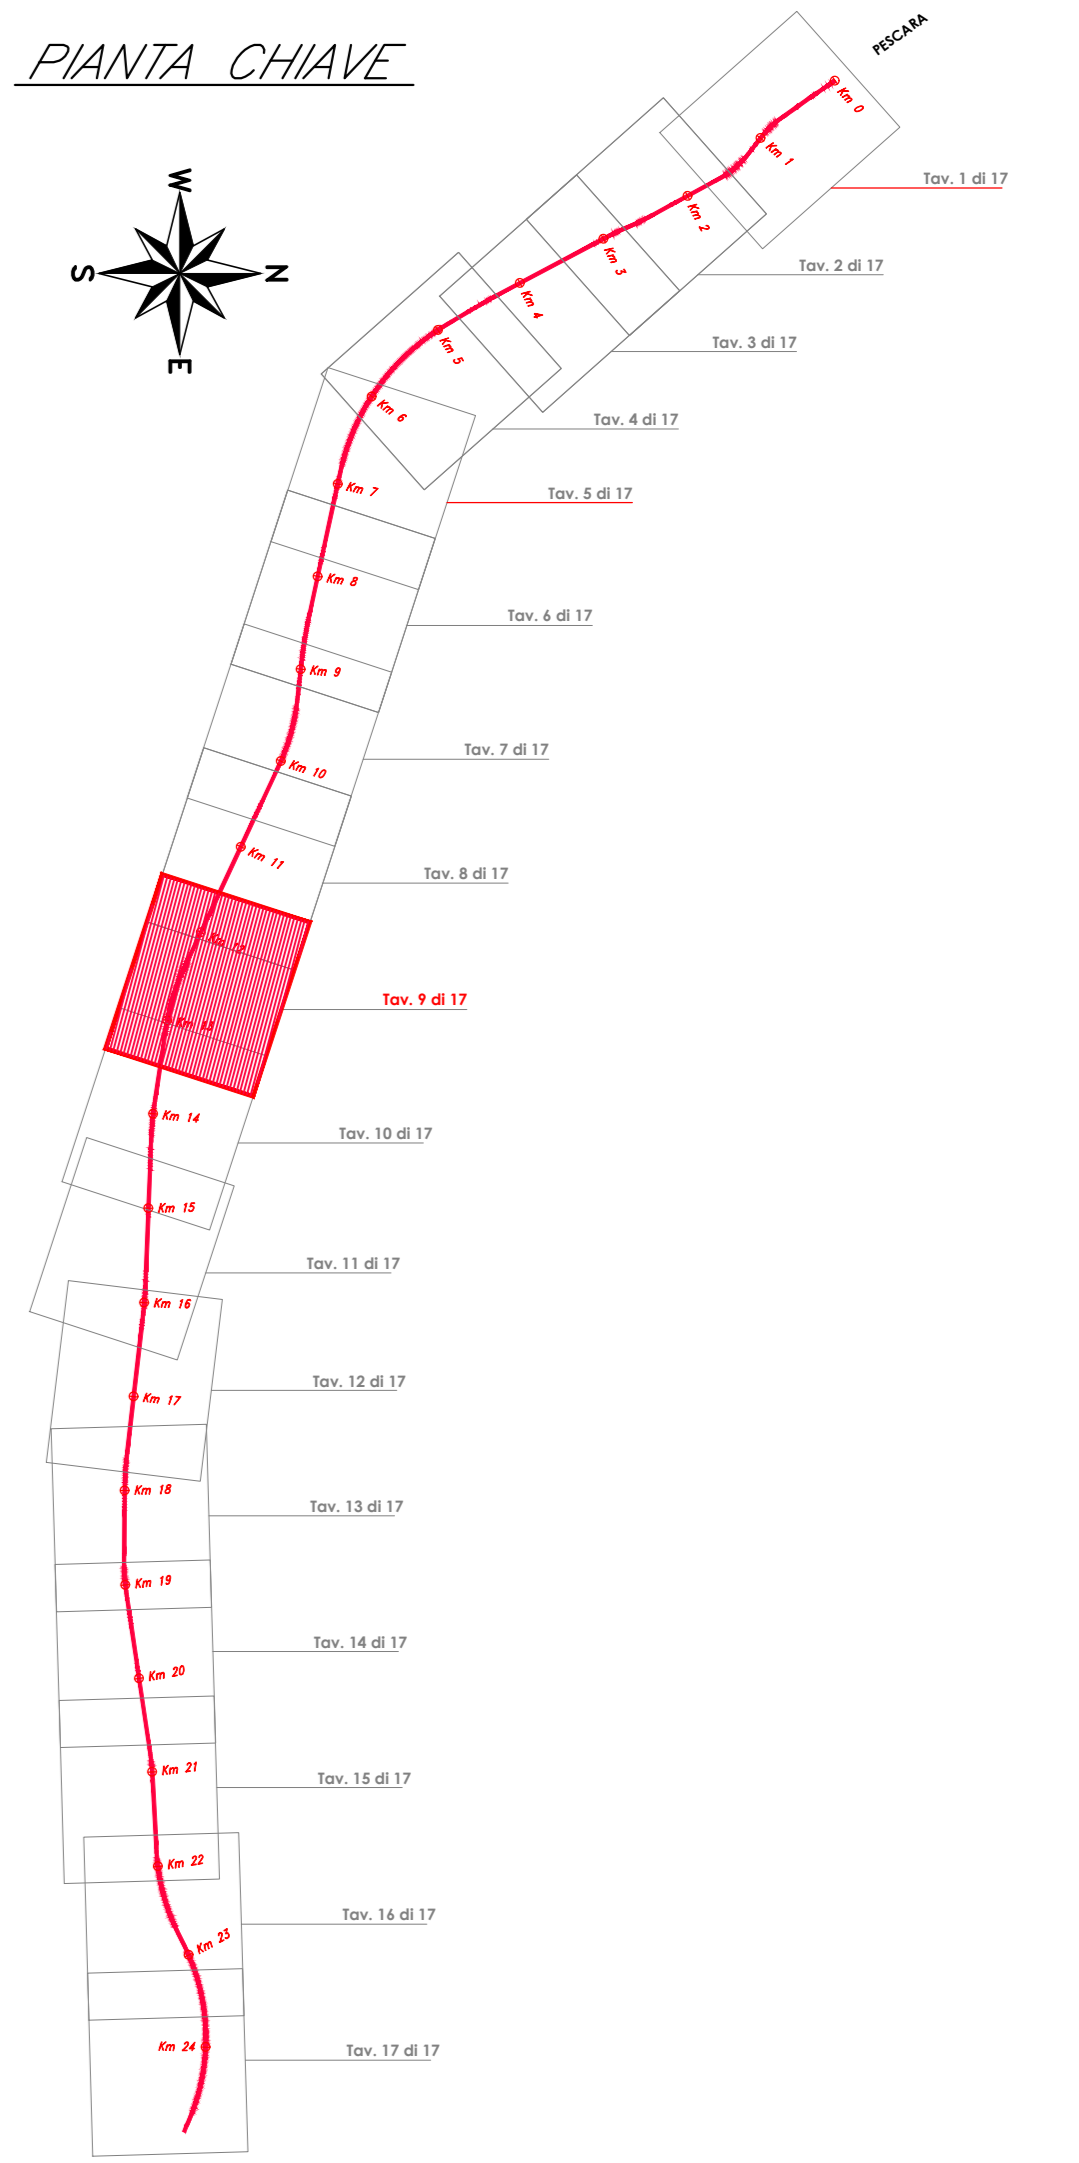 PIANTA CHIAVE
PESCARA
W
S
N
E
Km 0
Km 1
Tav. 1 di 17
Km 2
Km 3
Tav. 2 di 17
Km 4
Km 5
Tav. 3 di 17
Km 6
Tav. 4 di 17
Km 7
Tav. 5 di 17
Km 8
Tav. 6 di 17
Km 9
Tav. 7 di 17
Km 10
Km 11
Tav. 8 di 17
Km 12
Tav. 9 di 17
Km 13
Km 14
Tav. 10 di 17
Km 15
Tav. 11 di 17
Km 16
Tav. 12 di 17
Km 17
Km 18
Tav. 13 di 17
Km 19
Tav. 14 di 17
Km 20
Km 21
Tav. 15 di 17
Km 22
Tav. 16 di 17
Km 23
Km 24
Tav. 17 di 17